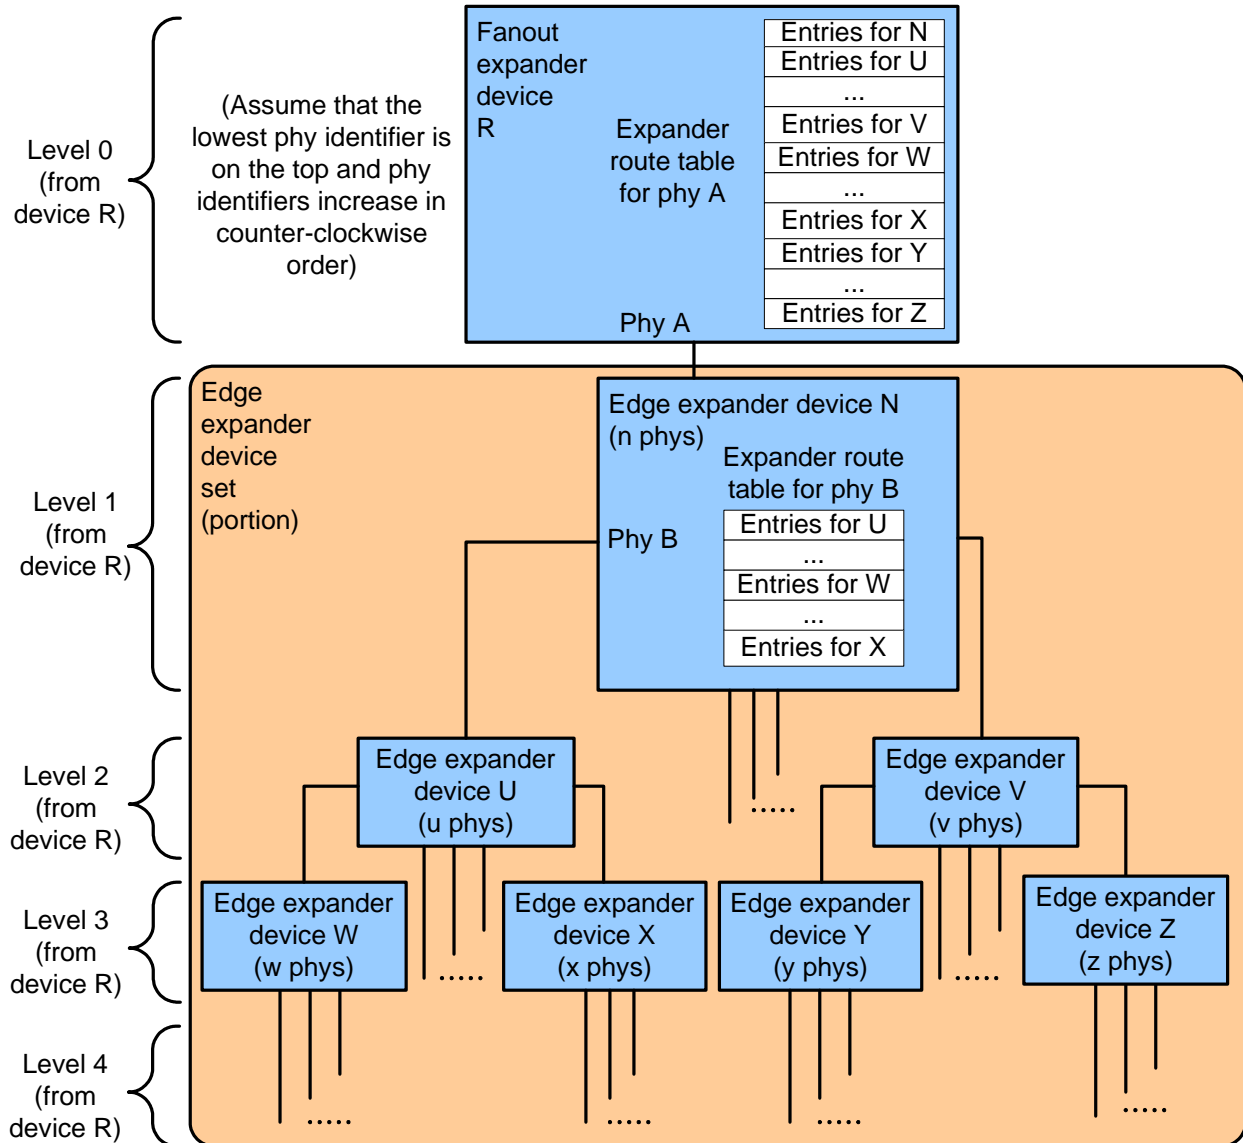 Level 0
(from
device R)
(Assume that the
lowest phy identifier is
on the top and phy
identifiers increase in
counter-clockwise
order)
Fanout
expander
device
R
Expander
route table
for phy A
Entries for N
Entries for U
...
Entries for V
Entries for W
...
Entries for X
Entries for Y
...
Entries for Z
Phy A
Level 1
(from
device R)
Edge
expander
device
set
(portion)
Edge expander device N
(n phys)
Expander route
table for phy B
Phy B
Entries for U
...
Entries for W
...
Entries for X
.....
Level 2
(from
device R)
Edge expander
device U
(u phys)
Edge expander
device V
(v phys)
.....
.....
Level 3
(from
device R)
Edge expander
device W
(w phys)
Edge expander
device X
(x phys)
Edge expander
device Y
(y phys)
Edge expander
device Z
(z phys)
Level 4
(from
device R)
.....
.....
.....
.....